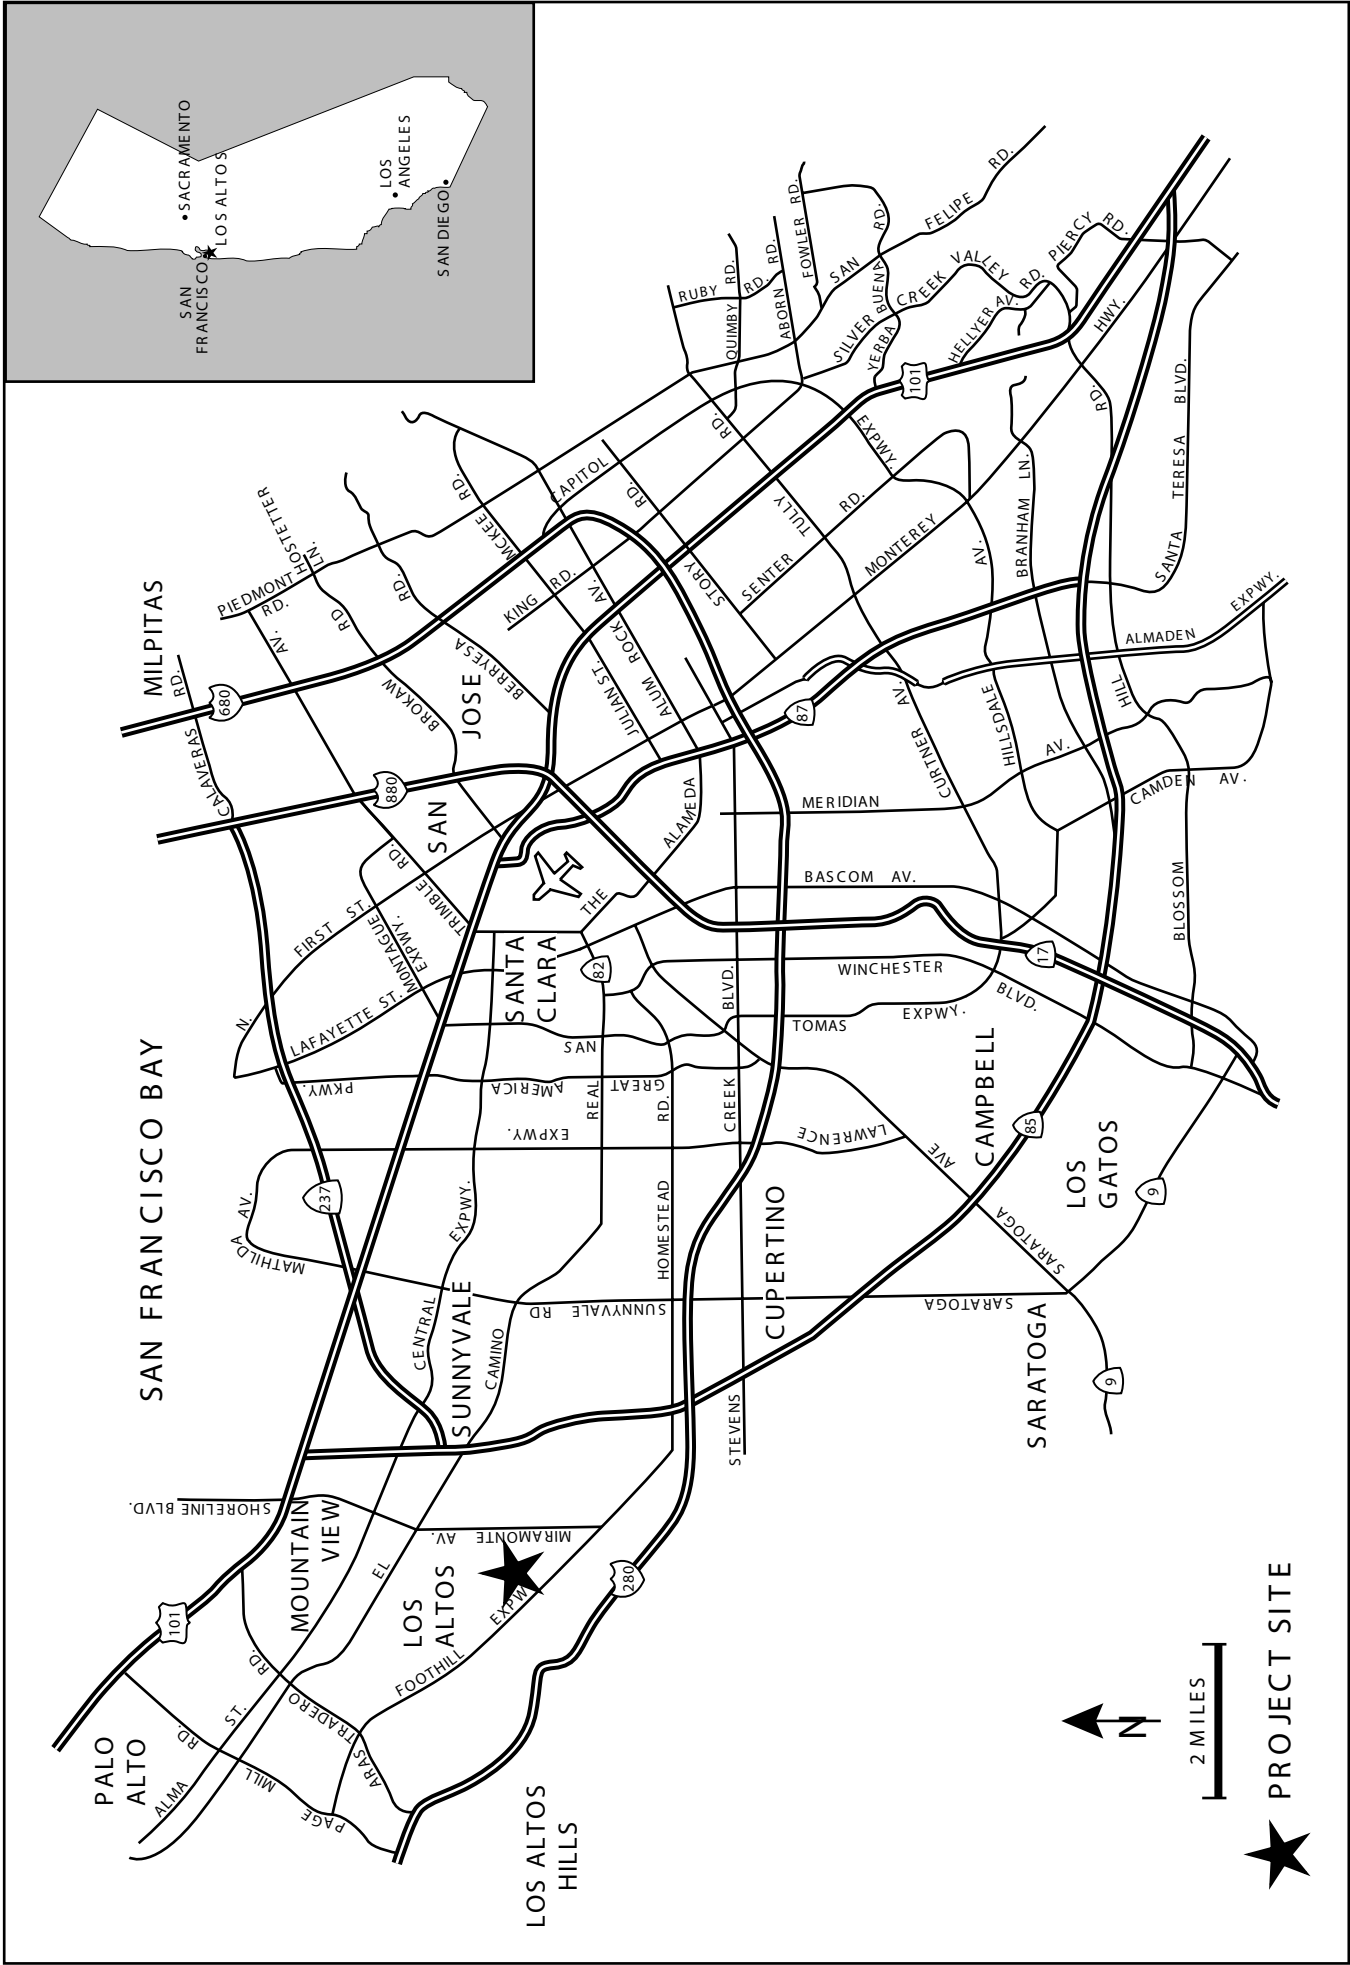 SACRAMENTO
SAN
FRANCISCO
LOS ALTOS
LOS
ANGELES
SAN DIEGO
SAN FRANCISCO BAY
PALO
ALTO
MOUNTAIN
VIEW
LOS
ALTOS
LOS ALTOS
HILLS
SUNNYVALE
CUPERTINO
SANTA
CLARA
SAN
JOSE
MILPITAS
CAMPBELL
LOS
GATOS
SARATOGA
101
ALMA
ST.
PAGE
MILL
RD.
ARAS
TRADERO
RD.
FOOTHILL
EXPW
EL
CAMINO
REAL
SHORELINE BLVD.
MIRAMONTE AV.
280
CENTRAL
EXPWY.
MATHILDA
AV.
237
SUNNYVALE RD
SARATOGA
STEVENS
CREEK
BLVD.
HOMESTEAD
RD.
LAWRENCE
EXPWY.
GREAT
AMERICA
PKWY.
SAN
TOMAS
EXPWY.
LAFAYETTE ST.
N.
FIRST ST.
MONTAGUE
EXPWY.
TRIMBLE
RD.
82
THE
ALAMEDA
WINCHESTER
BLVD.
BASCOM AV.
MERIDIAN
AV.
SARATOGA
AVE
85
9
9
17
880
CALAVERAS
RD.
680
PIEDMONT
RD.
HOSTETTER
LN.
AV.
BROKAW
RD
BERRYESA
RD.
MCKEE
RD.
JULIAN ST.
ALUM
ROCK
AV.
KING
RD.
CAPITOL
EXPWY.
STORY
RD.
TULLY
RD.
SENTER
RD.
MONTEREY
HWY.
87
CURTNER
AV.
HILLSDALE
AV.
BRANHAM LN.
CAMDEN AV.
BLOSSOM
HILL
RD.
ALMADEN
EXPWY.
SANTA
TERESA
BLVD.
101
RUBY
RD.
QUIMBY
RD.
ABORN
RD.
FOWLER
RD.
SAN
FELIPE
RD.
YERBA
BUENA
RD.
SILVER
CREEK
VALLEY
RD.
HELLYER
AV.
PIERCY
RD.
N
2 MILES
PROJECT SITE